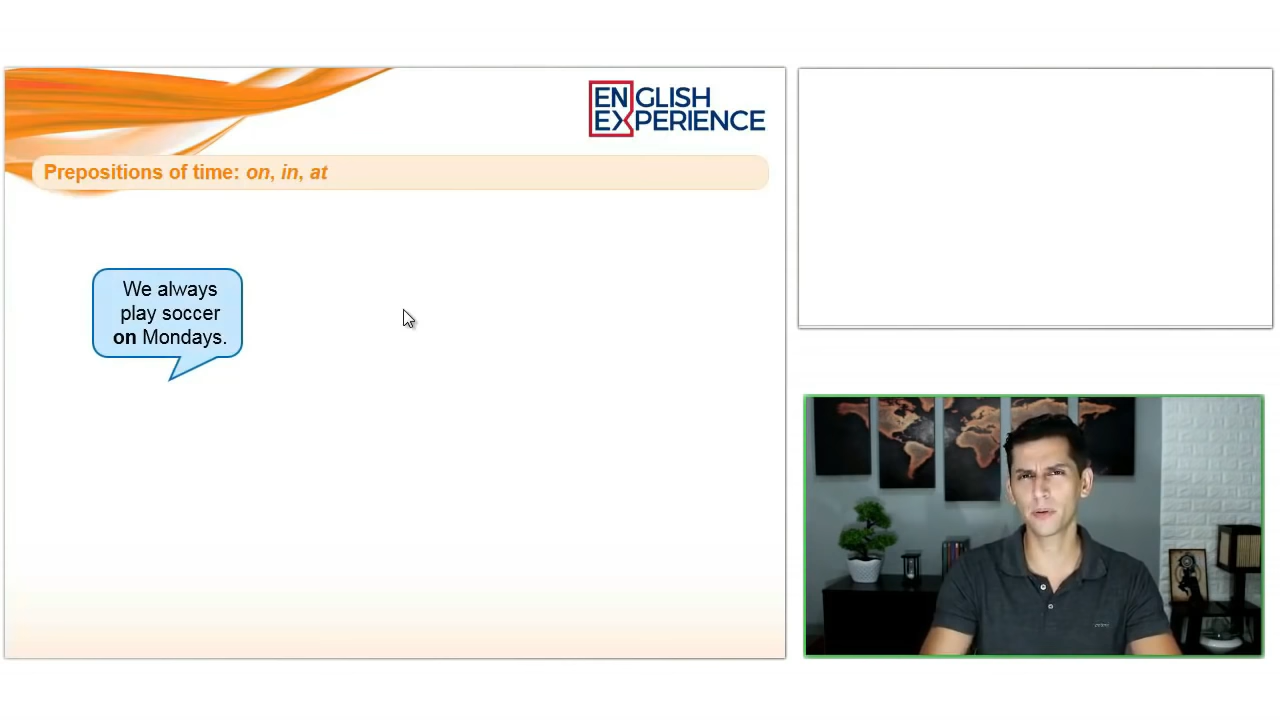 ENGLISH
EXPERIENCE
Prepositions of time: on, in, at
We always
play soccer
on Mondays.